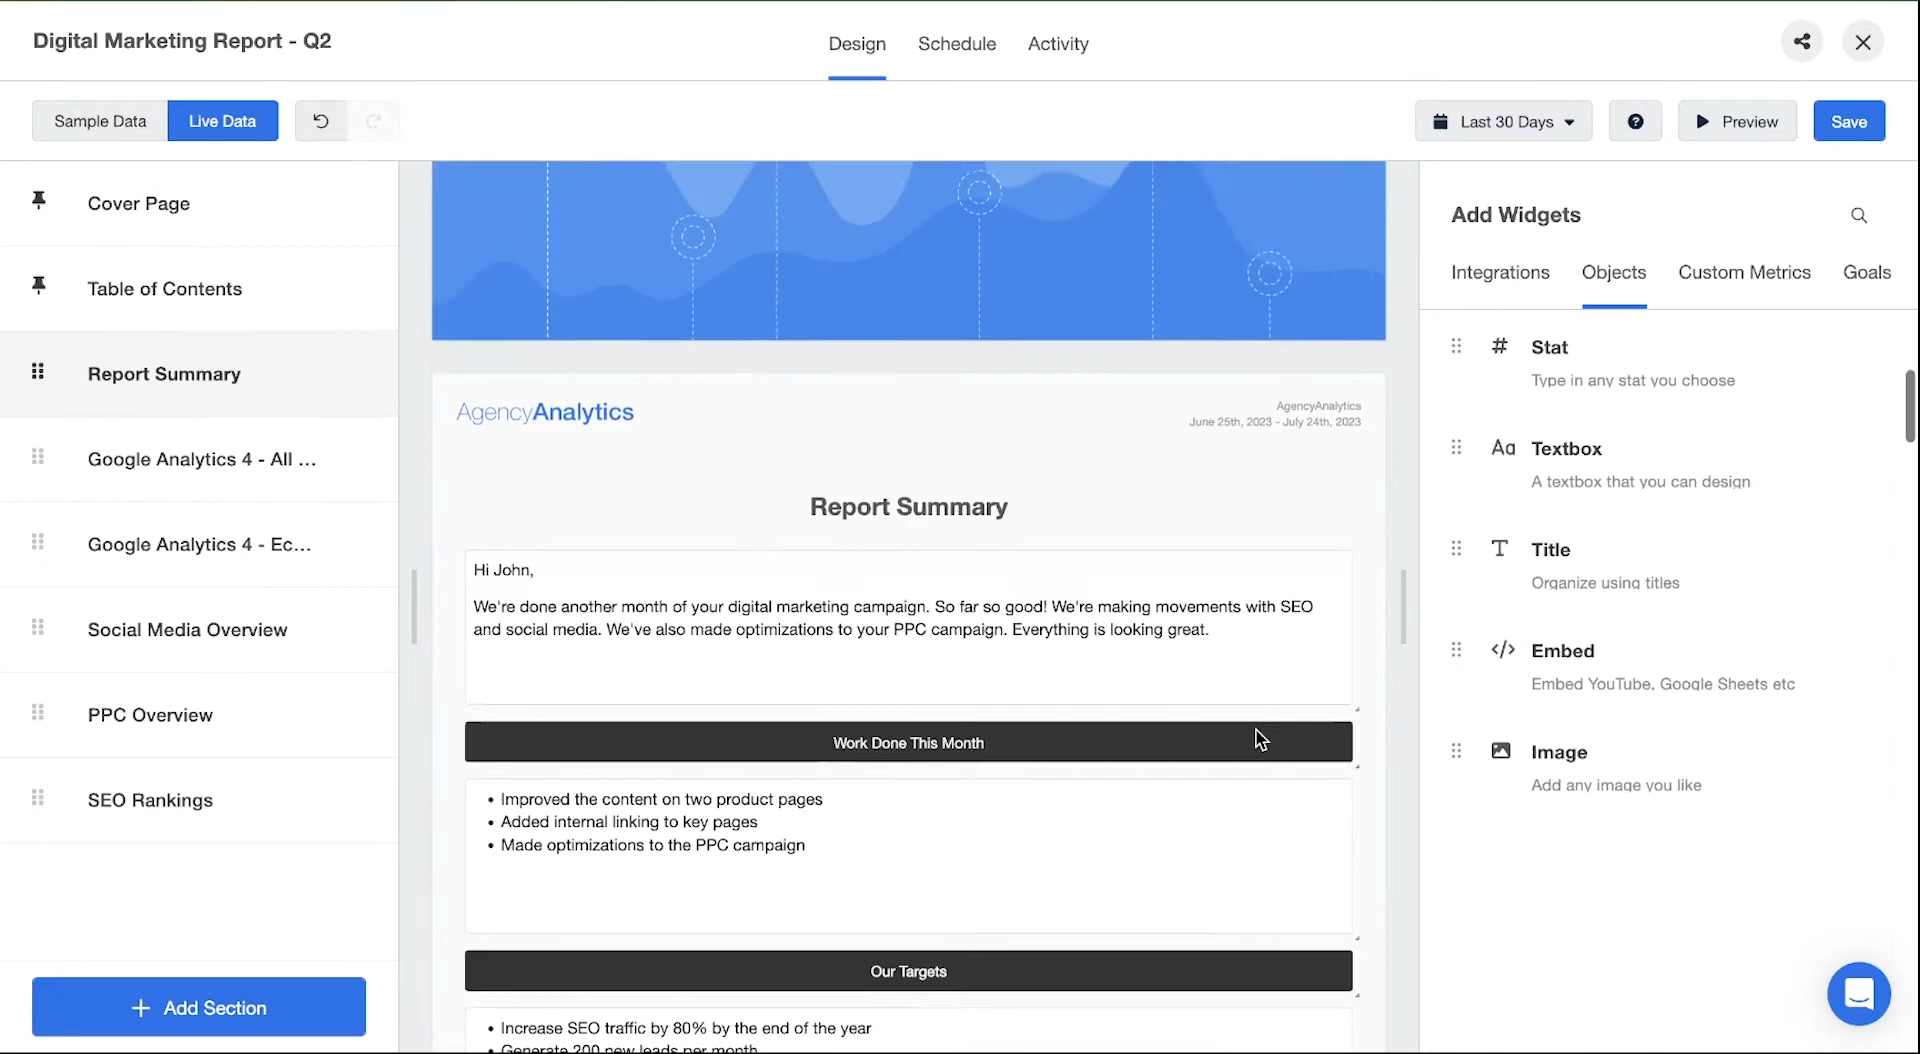 Digital Marketing Report - Q2
Design
Schedule
Activity
Sample Data
Live Data
Last 30 Days
?
Preview
Save
Cover Page
Table of Contents
Report Summary
Google Analytics 4 - All ...
Google Analytics 4 - Ec...
Social Media Overview
PPC Overview
SEO Rankings
+ Add Section
AgencyAnalytics
AgencyAnalytics
June 25th, 2023 - July 24th, 2023
Report Summary
Hi John,
We're done another month of your digital marketing campaign. So far so good! We're making movements with SEO
and social media. We've also made optimizations to your PPC campaign. Everything is looking great.
Work Done This Month
• Improved the content on two product pages
• Added internal linking to key pages
• Made optimizations to the PPC campaign
Our Targets
• Increase SEO traffic by 80% by the end of the year
• Generate 200 new leads per month
Add Widgets
Integrations
Objects
Custom Metrics
Goals
# Stat
Type in any stat you choose
Aa Textbox
A textbox that you can design
T Title
Organize using titles
</> Embed
Embed YouTube, Google Sheets etc
Image
Add any image you like